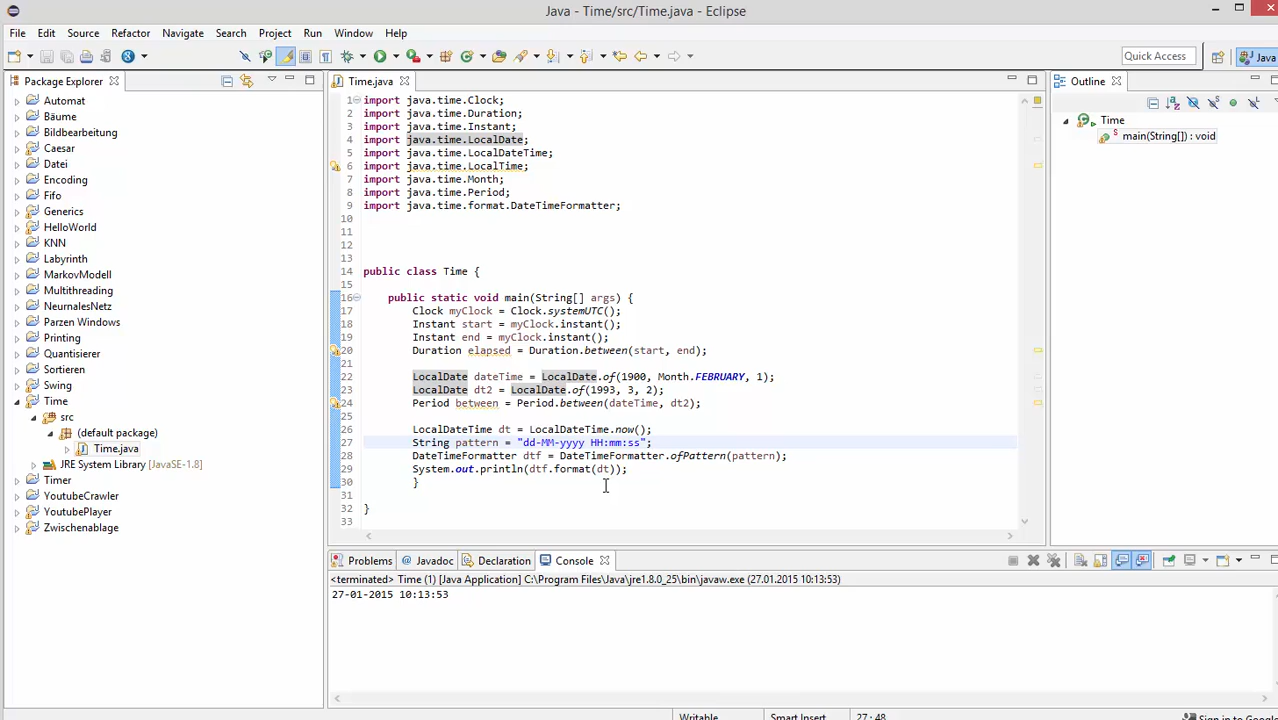 Java - Time/src/Time.java - Eclipse
File Edit Source Refactor Navigate Search Project Run Window Help
Quick Access
Java
Package Explorer
Automat
Bäume
Bildbearbeitung
Caesar
Datei
Encoding
Fifo
Generics
HelloWorld
KNN
Labyrinth
MarkovModell
Multithreading
NeurnalesNetz
Parzen Windows
Printing
Quantisierer
Sortieren
Swing
Time
src
(default package)
Time.java
JRE System Library [JavaSE-1.8]
Timer
YoutubeCrawler
YoutubePlayer
Zwischenablage
Time.java
1 import java.time.Clock;
2 import java.time.Duration;
3 import java.time.Instant;
4 import java.time.LocalDate;
5 import java.time.LocalDateTime;
6 import java.time.LocalTime;
7 import java.time.Month;
8 import java.time.Period;
9 import java.time.format.DateTimeFormatter;
10
11
12
13
14 public class Time {
15
16 public static void main(String[] args) {
17 Clock myClock = Clock.systemUTC();
18 Instant start = myClock.instant();
19 Instant end = myClock.instant();
20 Duration elapsed = Duration.between(start, end);
21
22 LocalDate dateTime = LocalDate.of(1900, Month.FEBRUARY, 1);
23 LocalDate dt2 = LocalDate.of(1993, 3, 2);
24 Period between = Period.between(dateTime, dt2);
25
26 LocalDateTime dt = LocalDateTime.now();
27 String pattern = "dd-MM-yyyy HH:mm:ss";
28 DateTimeFormatter dtf = DateTimeFormatter.ofPattern(pattern);
29 System.out.println(dtf.format(dt));
30 }
31
32 }
33
Outline
Time
main(String[]) : void
Problems Javadoc Declaration Console
<terminated> Time (1) [Java Application] C:\Program Files\Java\jre1.8.0_25\bin\javaw.exe (27.01.2015 10:13:53)
27-01-2015 10:13:53
Writable Smart Insert 27 : 48 Sign in to Google